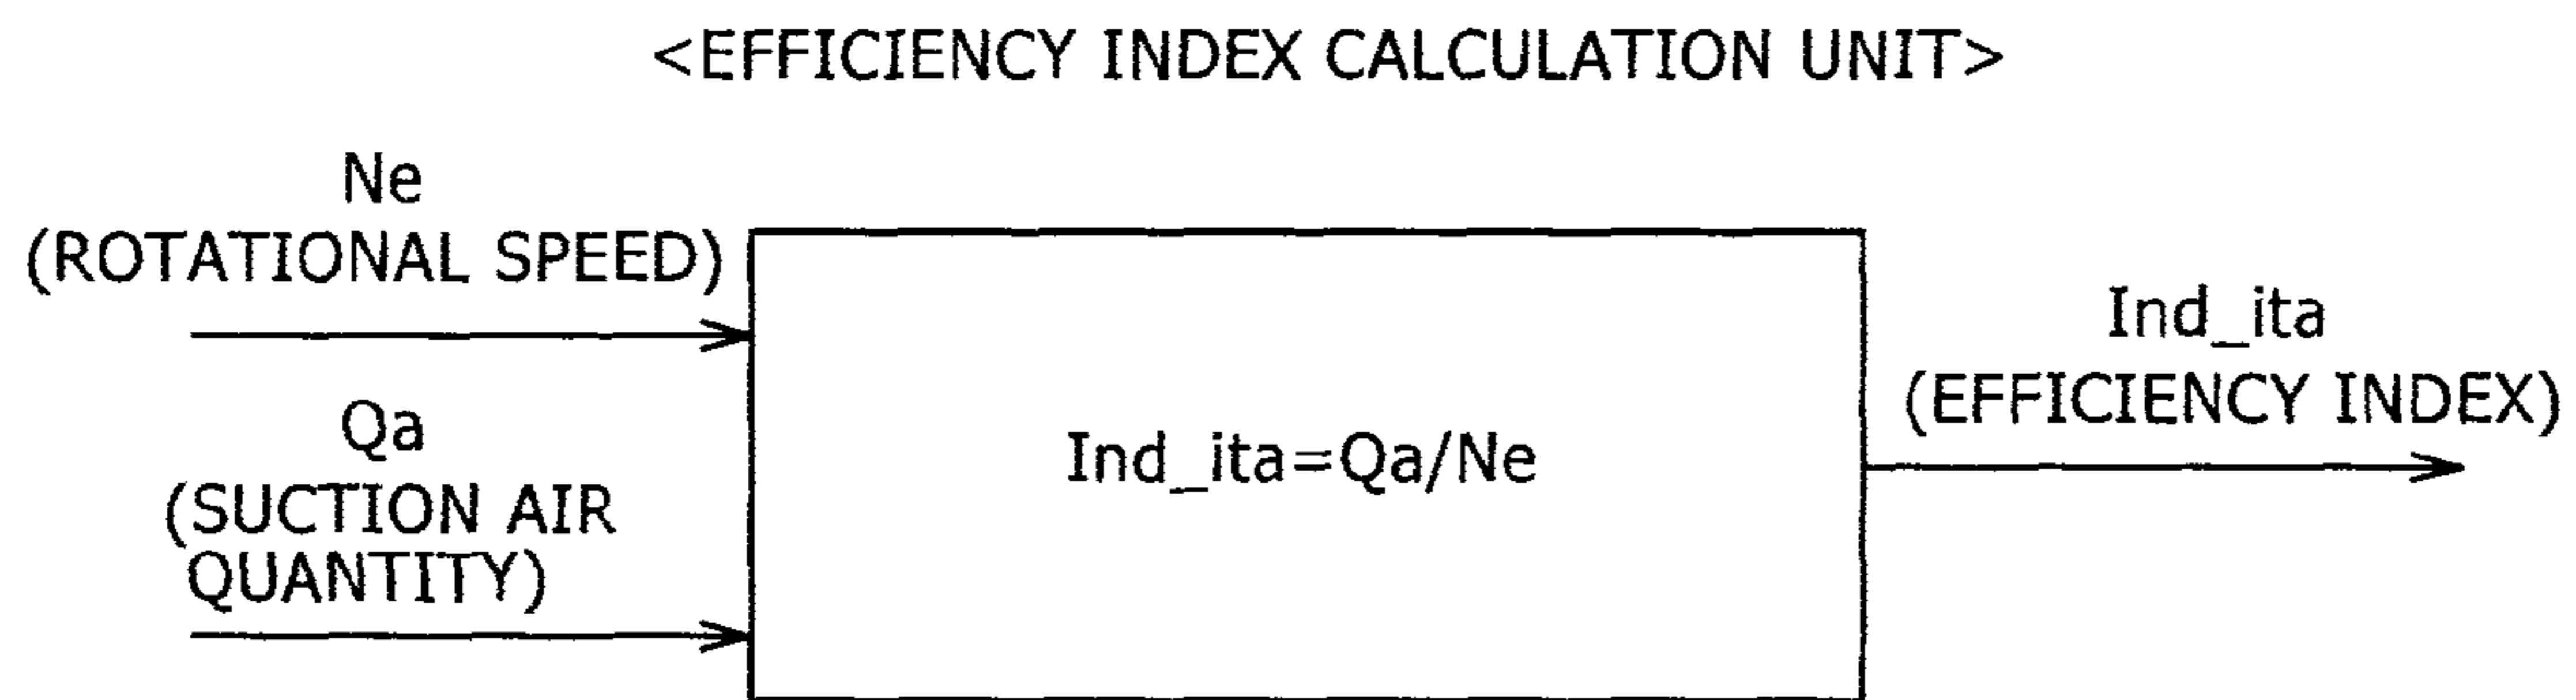 <EFFICIENCY INDEX CALCULATION UNIT>
Ne
(ROTATIONAL SPEED)
Qa
(SUCTION AIR
QUANTITY)
Ind_ita=Qa/Ne
Ind_ita
(EFFICIENCY INDEX)